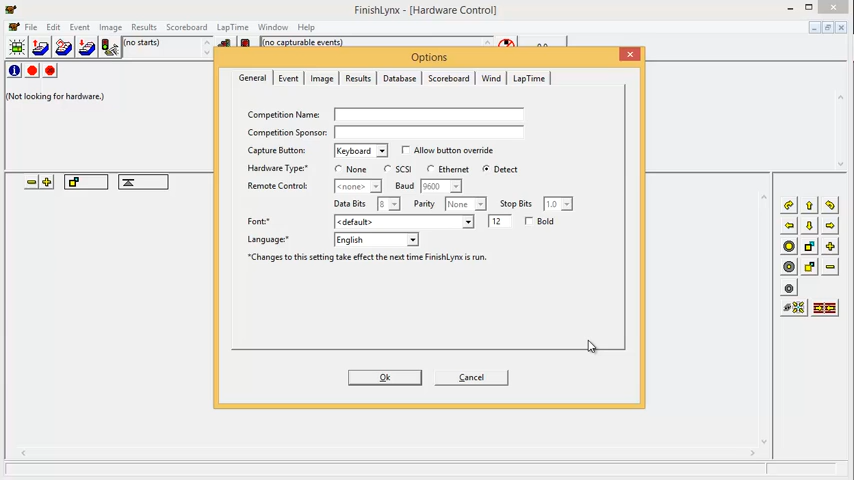 FinishLynx - [Hardware Control]
File Edit Event Image Results Scoreboard LapTime Window Help
(no starts)
(no capturable events)
0.0
(Not looking for hardware.)
Options
General Event Image Results Database Scoreboard Wind LapTime
Competition Name:
Competition Sponsor:
Capture Button: Keyboard Allow button override
Hardware Type:* None SCSI Ethernet Detect
Remote Control: <none> Baud 9600
Data Bits 8 Parity None Stop Bits 1.0
Font:* <default> 12 Bold
Language:* English
*Changes to this setting take effect the next time FinishLynx is run.
Ok Cancel